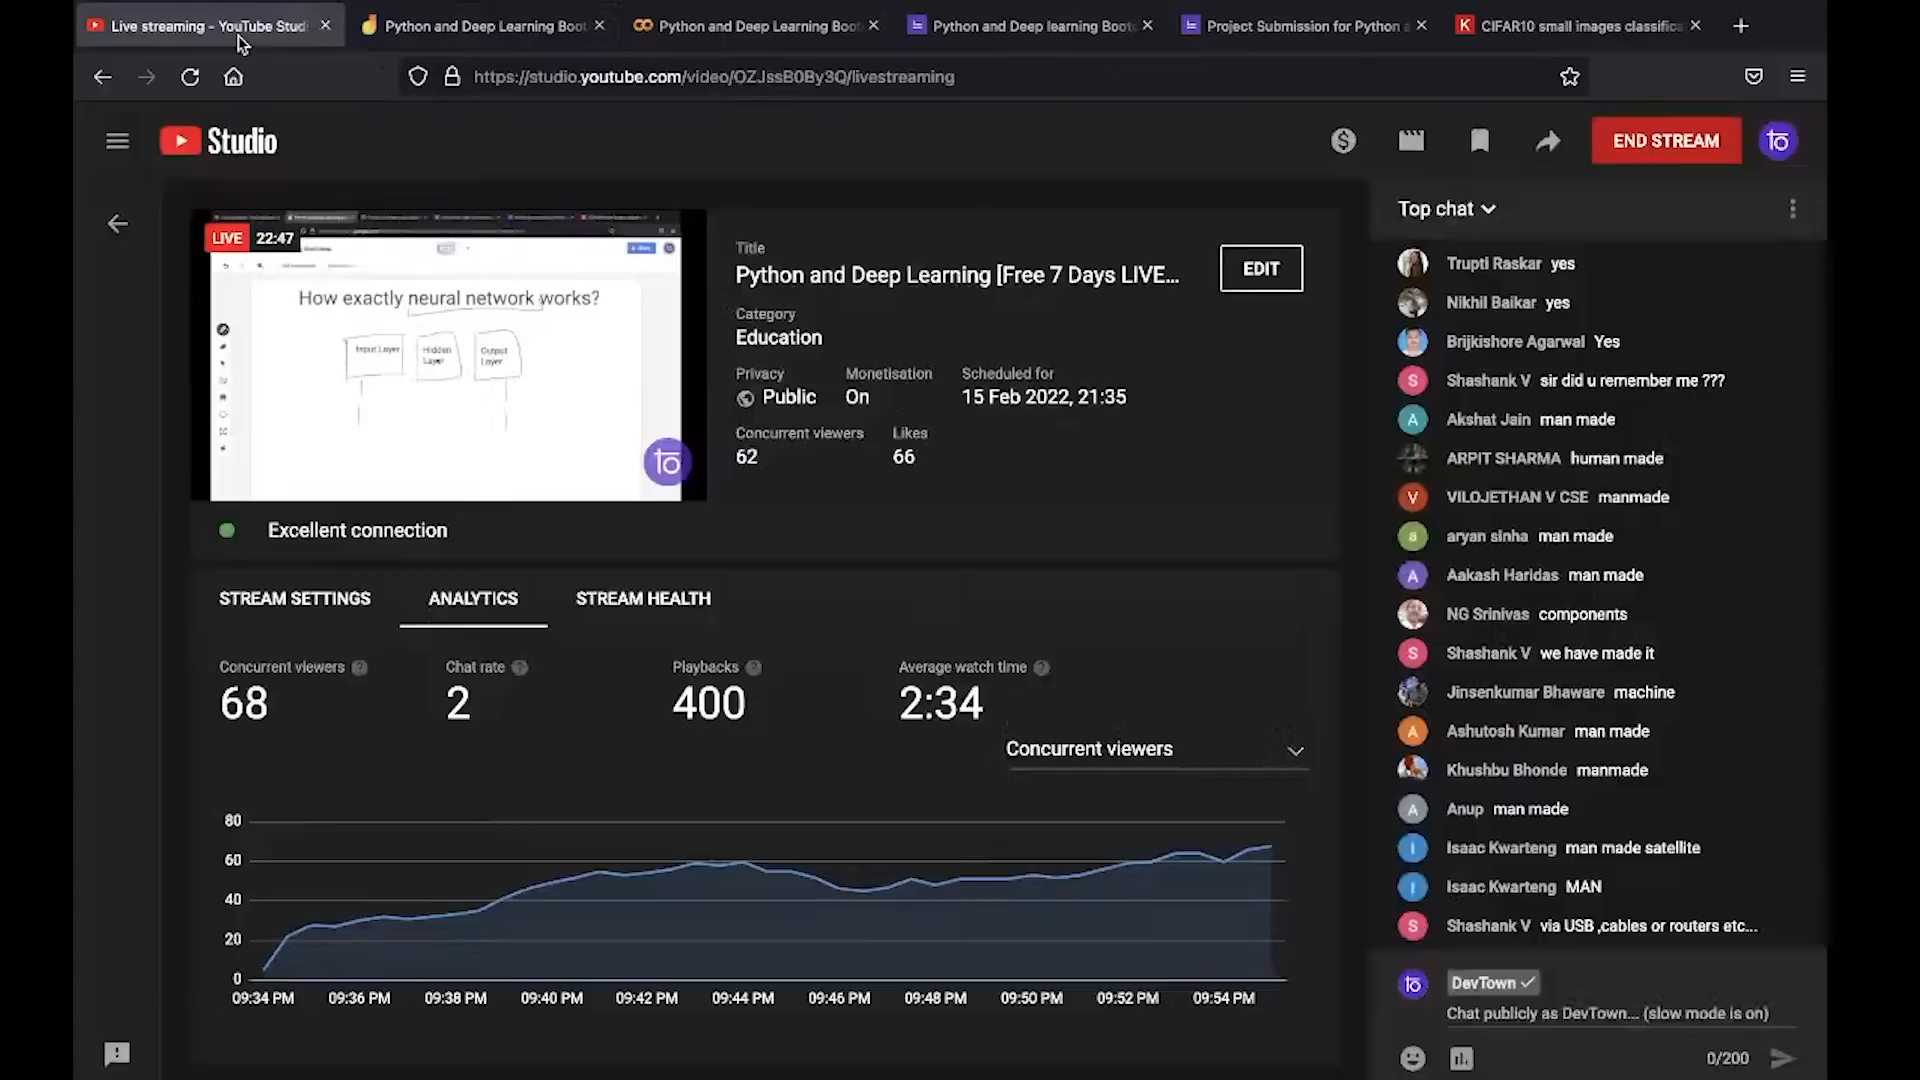 Live streaming - YouTube Studi
Python and Deep Learning Boot
Python and Deep Learning Boot
Python and Deep learning Boot
Project Submission for Python a
CIFAR10 small images classifica
https://studio.youtube.com/video/OZJssB0By3Q/livestreaming
Studio
END STREAM
LIVE 22:47
How exactly neural network works?
Input Layer
Hidden Layer
Output Layer
Excellent connection
Title
Python and Deep Learning [Free 7 Days LIVE...
EDIT
Category
Education
Privacy
Public
Monetisation
On
Scheduled for
15 Feb 2022, 21:35
Concurrent viewers
62
Likes
66
STREAM SETTINGS
ANALYTICS
STREAM HEALTH
Concurrent viewers
68
Chat rate
2
Playbacks
400
Average watch time
2:34
Concurrent viewers
80
60
40
20
0
09:34 PM 09:36 PM 09:38 PM 09:40 PM 09:42 PM 09:44 PM 09:46 PM 09:48 PM 09:50 PM 09:52 PM 09:54 PM
Top chat
Trupti Raskar yes
Nikhil Baikar yes
Brijkishore Agarwal Yes
S Shashank V sir did u remember me ???
A Akshat Jain man made
ARPIT SHARMA human made
V VILOJETHAN V CSE manmade
a aryan sinha man made
A Aakash Haridas man made
NG Srinivas components
S Shashank V we have made it
Jinsenkumar Bhaware machine
A Ashutosh Kumar man made
Khushbu Bhonde manmade
A Anup man made
I Isaac Kwarteng man made satellite
I Isaac Kwarteng MAN
S Shashank V via USB ,cables or routers etc...
DevTown
Chat publicly as DevTown... (slow mode is on)
0/200